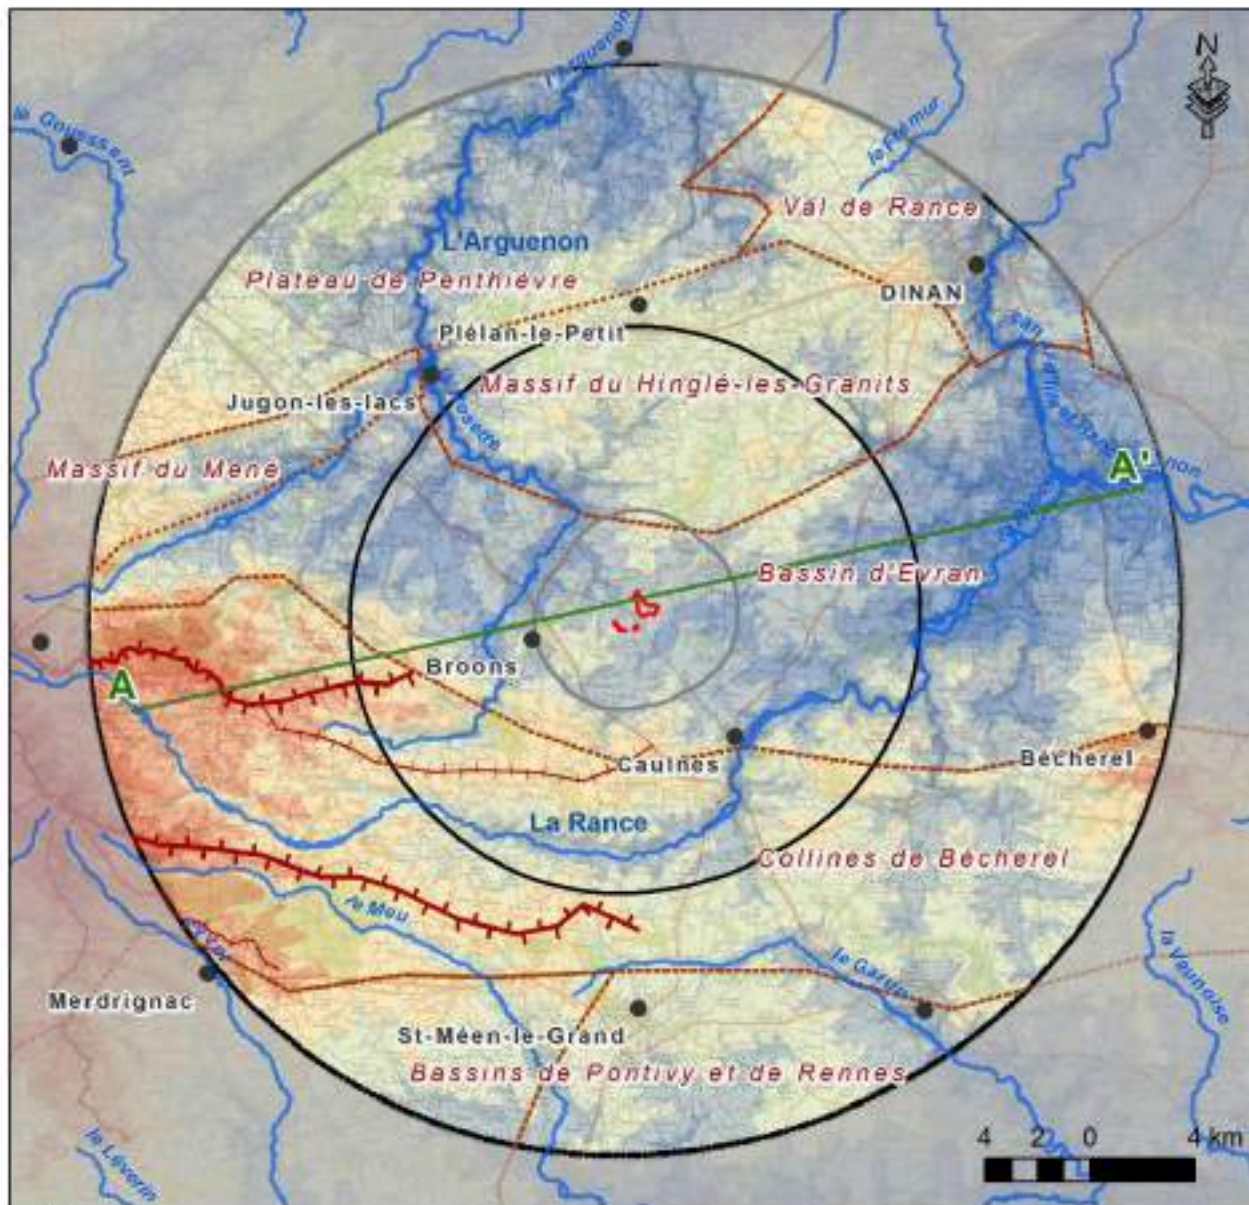 l'Arguenon
N
le Gouessant
le Frémur
Val de Rance
L'Arguenon
Plateau de Penthièvre
DINAN
Plélan-le-Petit
Massif du Hinglé-les-Granits
Jugon-les-lacs
Rosette
Massif du Mené
A'
Bassin d'Evran
Broons
A
Caulnes
Bécherel
La Rance
Collines de Bécherel
le Meu
le Garun
la Vaunoise
Merdrignac
St-Méen-le-Grand
Bassins de Pontivy et de Rennes
4 2 0 4 km